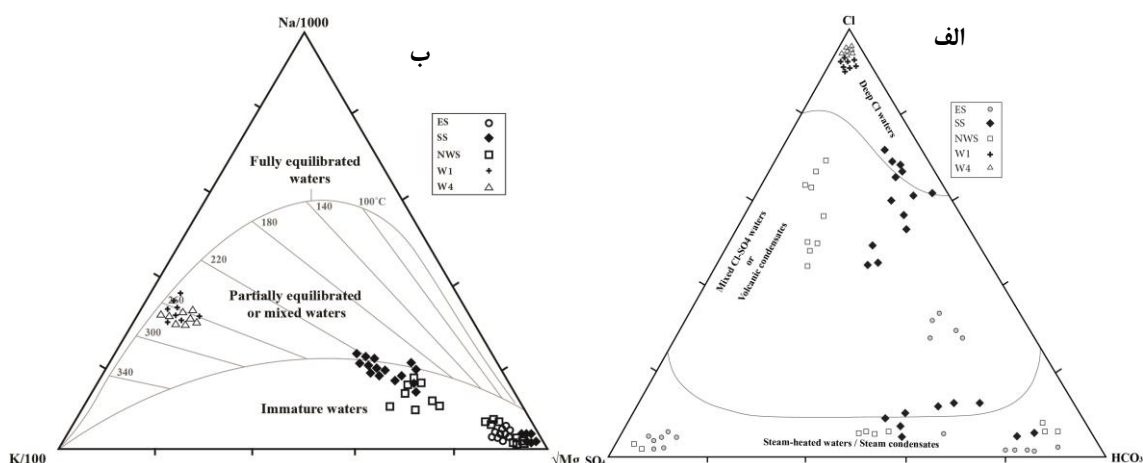 Na/1000
ب
ES
SS
NWS
W1
W4
Fully equilibrated
waters
100°C
140
180
220
260
300
340
Partially equilibrated
or mixed waters
Immature waters
K/100
√Mg
Cl
الف
ES
SS
NWS
W1
W4
Deep Cl waters
Mixed Cl-SO4 waters
or
Volcanic condensates
Steam-heated waters / Steam condensates
SO₄
HCO₃